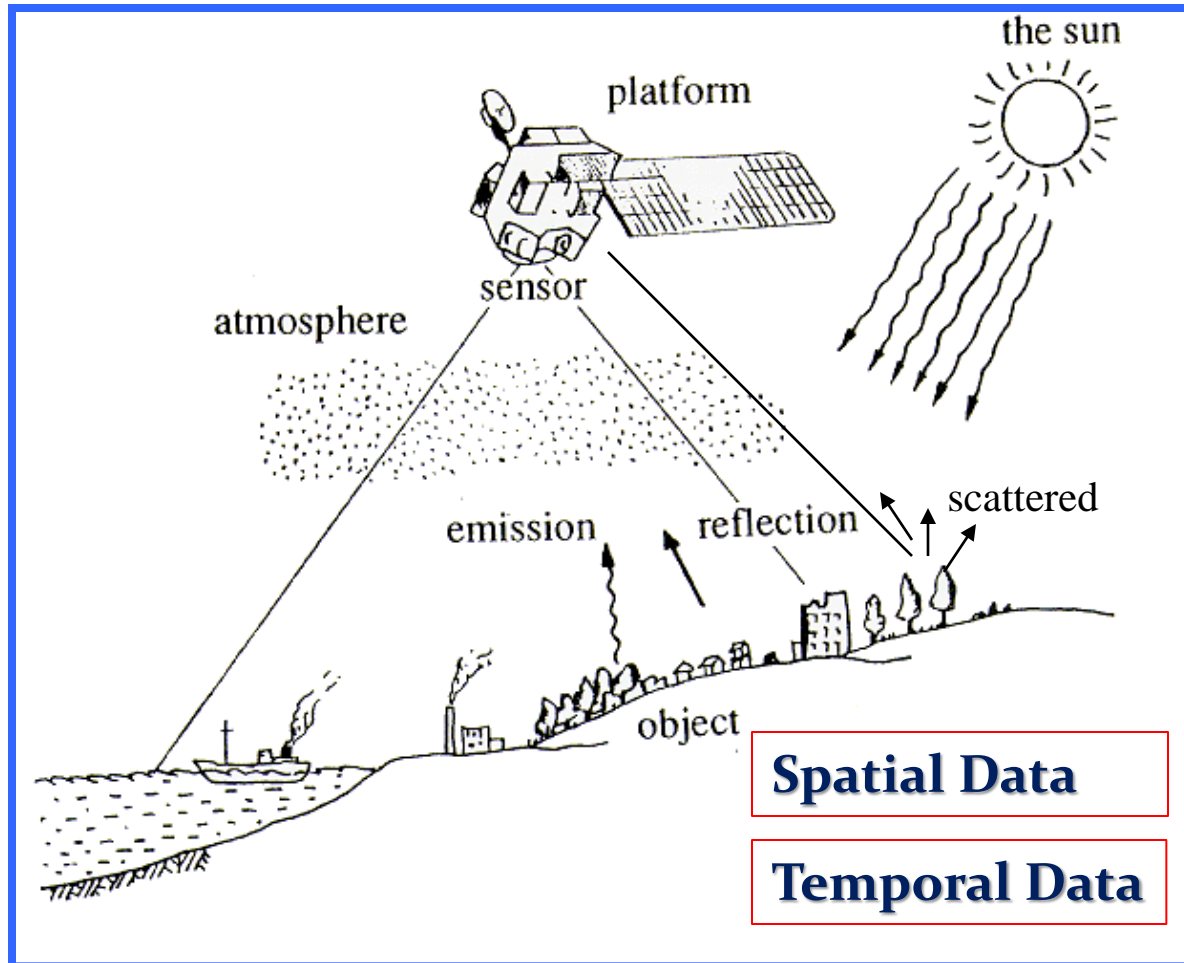 the sun
platform
sensor
atmosphere
scattered
emission
reflection
object
Spatial Data
Temporal Data